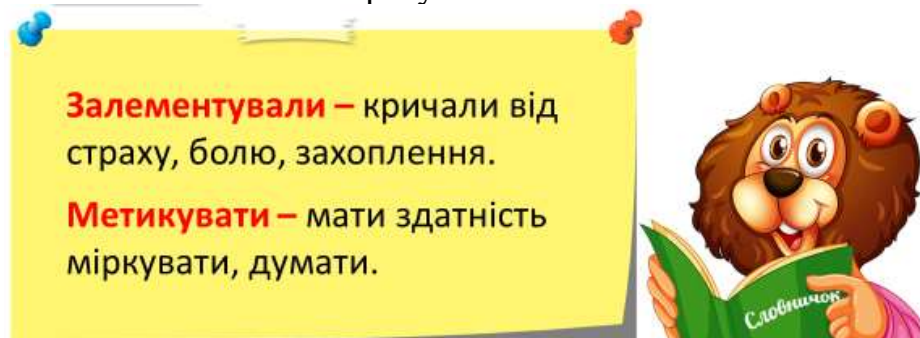 Залементували – кричали від
страху, болю, захоплення.
Метикувати – мати здатність
міркувати, думати.
Словничок